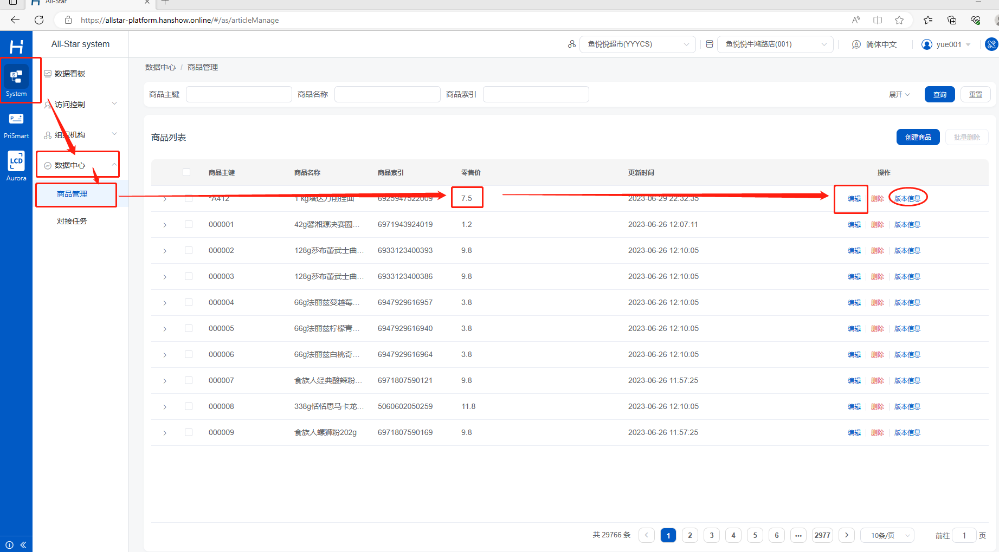 All-Star
https://allstar-platform.hanshow.online/#/as/articleManage
All-Star system
鱼悦悦超市(YYYCS)
鱼悦悦牛鸿路店(001)
简体中文
yue001
System
PriSmart
LCD
Aurora
数据看板
访问控制
组织机构
数据中心
商品管理
对接任务
数据中心 / 商品管理
商品主键 商品名称 商品索引 展开 查询 重置
商品列表 创建商品 批量删除
商品主键 商品名称 商品索引 零售价 更新时间 操作
*A412 1 kg塔达刀削挂面 6925947522009 7.5 2023-06-29 22:32:35 编辑 删除 版本信息
000001 42g馨湘源决赛圈... 6971943924019 1.2 2023-06-26 12:07:11 编辑 删除 版本信息
000002 128g莎布蕾武士曲... 6933123400393 9.8 2023-06-26 12:10:05 编辑 删除 版本信息
000003 128g莎布蕾武士曲... 6933123400386 9.8 2023-06-26 12:10:05 编辑 删除 版本信息
000004 66g法丽兹蔓越莓... 6947929616957 3.8 2023-06-26 12:10:05 编辑 删除 版本信息
000005 66g法丽兹柠檬青... 6947929616940 3.8 2023-06-26 12:10:05 编辑 删除 版本信息
000006 66g法丽兹白桃奇... 6947929616964 3.8 2023-06-26 12:10:05 编辑 删除 版本信息
000007 食族人经典酸辣粉... 6971807590121 9.8 2023-06-26 11:57:25 编辑 删除 版本信息
000008 338g恬恬思马卡龙... 5060602050259 11.8 2023-06-26 12:10:05 编辑 删除 版本信息
000009 食族人螺狮粉202g 6971807590169 9.8 2023-06-26 11:57:25 编辑 删除 版本信息
共 29766 条 1 2 3 4 5 6 ... 2977 10条/页 前往 1 页